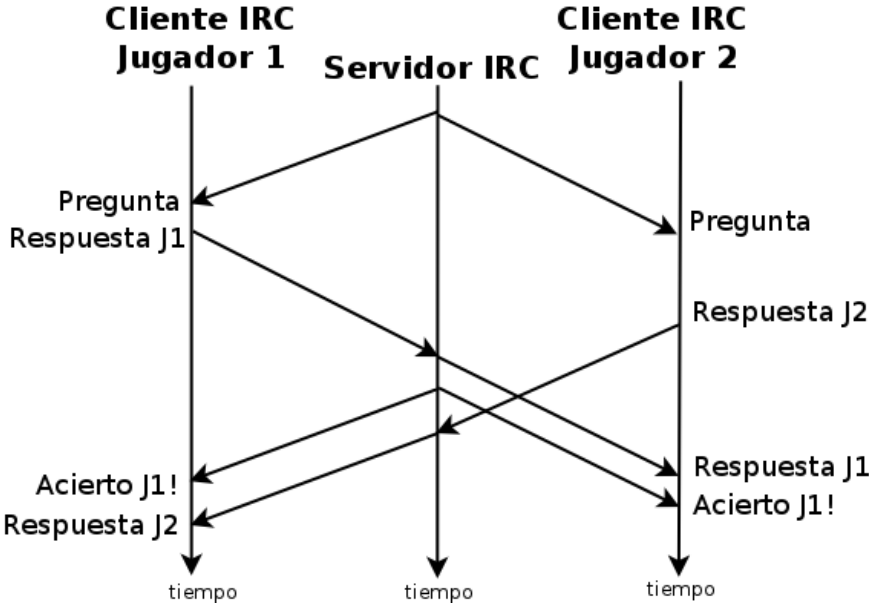 Cliente IRC
Jugador 1
Servidor IRC
Cliente IRC
Jugador 2
Pregunta
Respuesta J1
Pregunta
Respuesta J2
Acierto J1!
Respuesta J2
Respuesta J1
Acierto J1!
tiempo
tiempo
tiempo